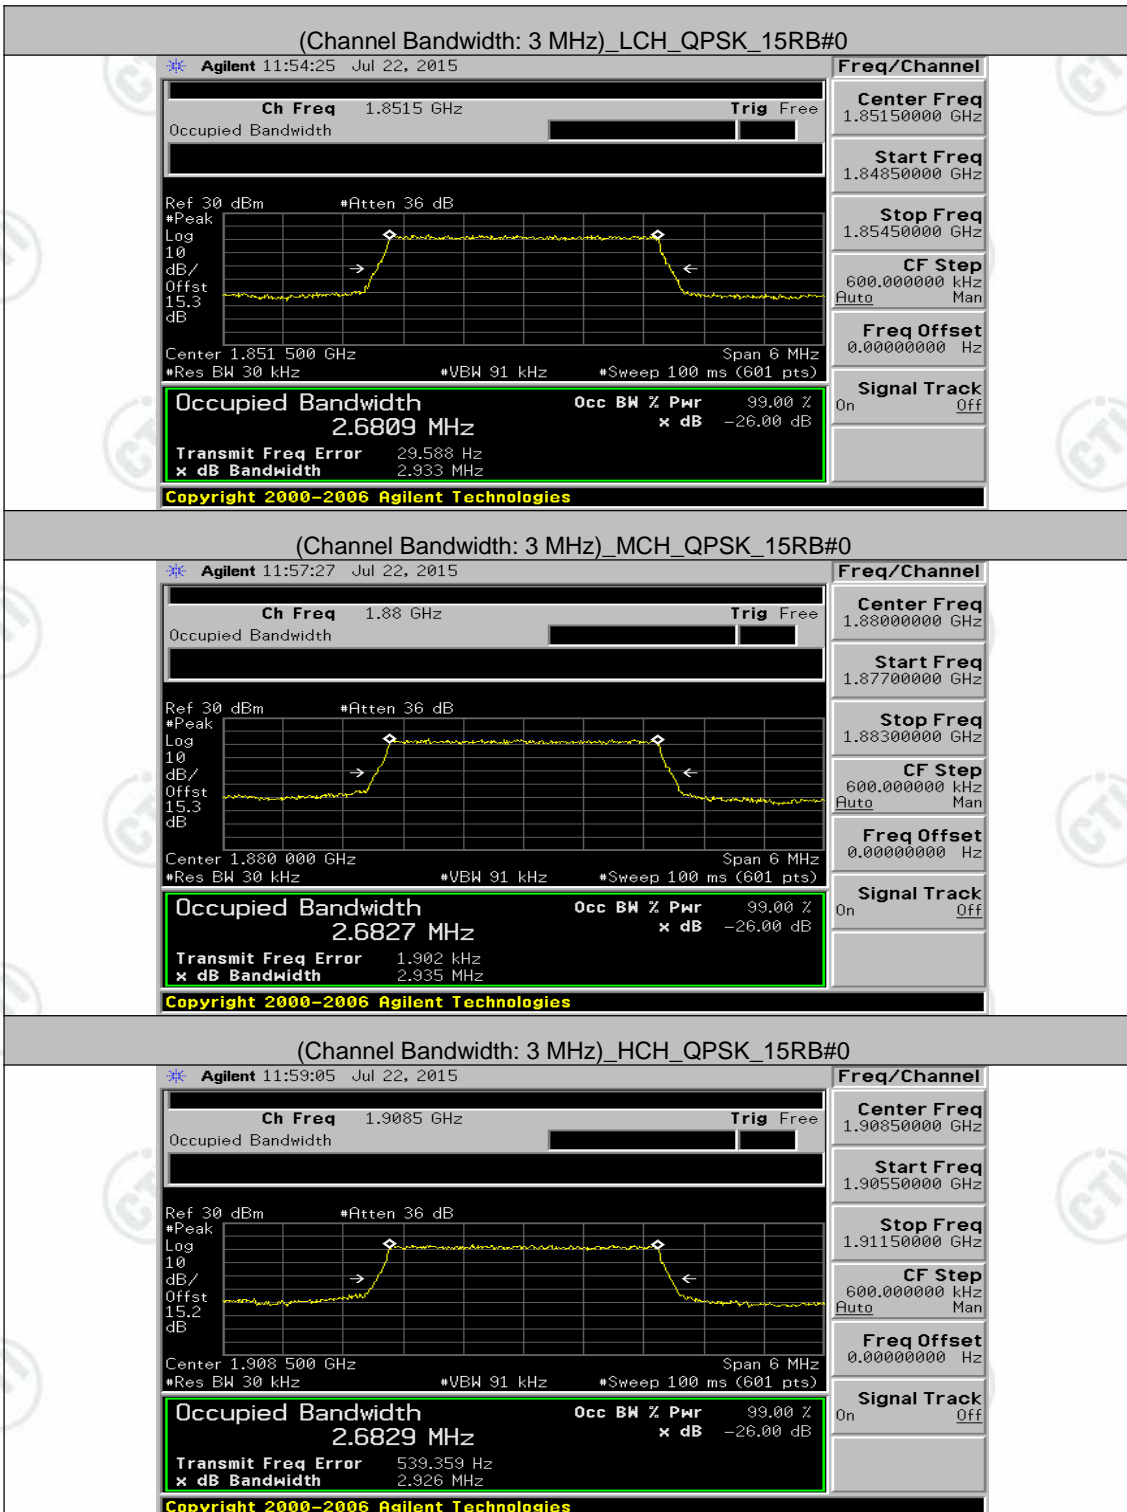 (Channel Bandwidth: 3 MHz)_LCH_QPSK_15RB#0
Agilent 11:54:25 Jul 22, 2015
Freq/Channel
Ch Freq 1.8515 GHz Trig Free
Occupied Bandwidth
Center Freq
1.85150000 GHz
Start Freq
1.84850000 GHz
Stop Freq
1.85450000 GHz
CF Step
600.000000 kHz
Auto Man
Freq Offset
0.00000000 Hz
Signal Track
On Off
Ref 30 dBm #Atten 36 dB
#Peak
Log
10
dB/
Offst
15.3
dB
Center 1.851 500 GHz Span 6 MHz
#Res BW 30 kHz #VBW 91 kHz #Sweep 100 ms (601 pts)
Occupied Bandwidth Occ BW % Pwr 99.00 %
2.6809 MHz x dB -26.00 dB
Transmit Freq Error 29.588 Hz
x dB Bandwidth 2.933 MHz
Copyright 2000-2006 Agilent Technologies
(Channel Bandwidth: 3 MHz)_MCH_QPSK_15RB#0
Agilent 11:57:27 Jul 22, 2015
Freq/Channel
Ch Freq 1.88 GHz Trig Free
Occupied Bandwidth
Center Freq
1.88000000 GHz
Start Freq
1.87700000 GHz
Stop Freq
1.88300000 GHz
CF Step
600.000000 kHz
Auto Man
Freq Offset
0.00000000 Hz
Signal Track
On Off
Ref 30 dBm #Atten 36 dB
#Peak
Log
10
dB/
Offst
15.3
dB
Center 1.880 000 GHz Span 6 MHz
#Res BW 30 kHz #VBW 91 kHz #Sweep 100 ms (601 pts)
Occupied Bandwidth Occ BW % Pwr 99.00 %
2.6827 MHz x dB -26.00 dB
Transmit Freq Error 1.902 kHz
x dB Bandwidth 2.935 MHz
Copyright 2000-2006 Agilent Technologies
(Channel Bandwidth: 3 MHz)_HCH_QPSK_15RB#0
Agilent 11:59:05 Jul 22, 2015
Freq/Channel
Ch Freq 1.9085 GHz Trig Free
Occupied Bandwidth
Center Freq
1.90850000 GHz
Start Freq
1.90550000 GHz
Stop Freq
1.91150000 GHz
CF Step
600.000000 kHz
Auto Man
Freq Offset
0.00000000 Hz
Signal Track
On Off
Ref 30 dBm #Atten 36 dB
#Peak
Log
10
dB/
Offst
15.2
dB
Center 1.908 500 GHz Span 6 MHz
#Res BW 30 kHz #VBW 91 kHz #Sweep 100 ms (601 pts)
Occupied Bandwidth Occ BW % Pwr 99.00 %
2.6829 MHz x dB -26.00 dB
Transmit Freq Error 539.359 Hz
x dB Bandwidth 2.926 MHz
Copyright 2000-2006 Agilent Technologies
CTI